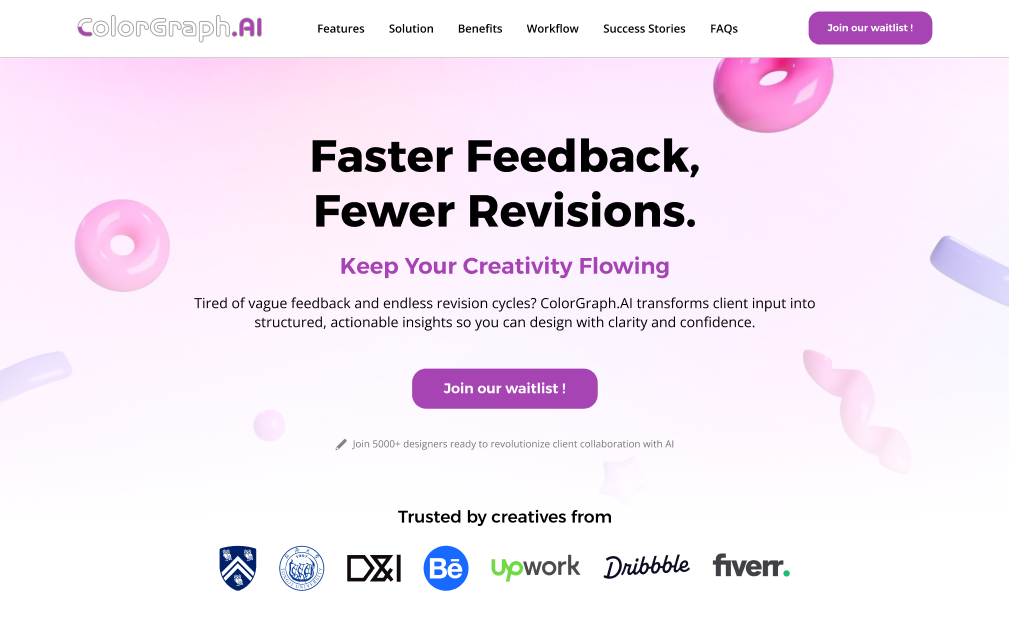 ColorGraph.AI
Features Solution Benefits Workflow Success Stories FAQs
Join our waitlist !
Faster Feedback,
Fewer Revisions.
Keep Your Creativity Flowing
Tired of vague feedback and endless revision cycles? ColorGraph.AI transforms client input into
structured, actionable insights so you can design with clarity and confidence.
Join our waitlist !
Join 5000+ designers ready to revolutionize client collaboration with AI
Trusted by creatives from
1907
Bē
Upwork
Dribbble
fiverr.